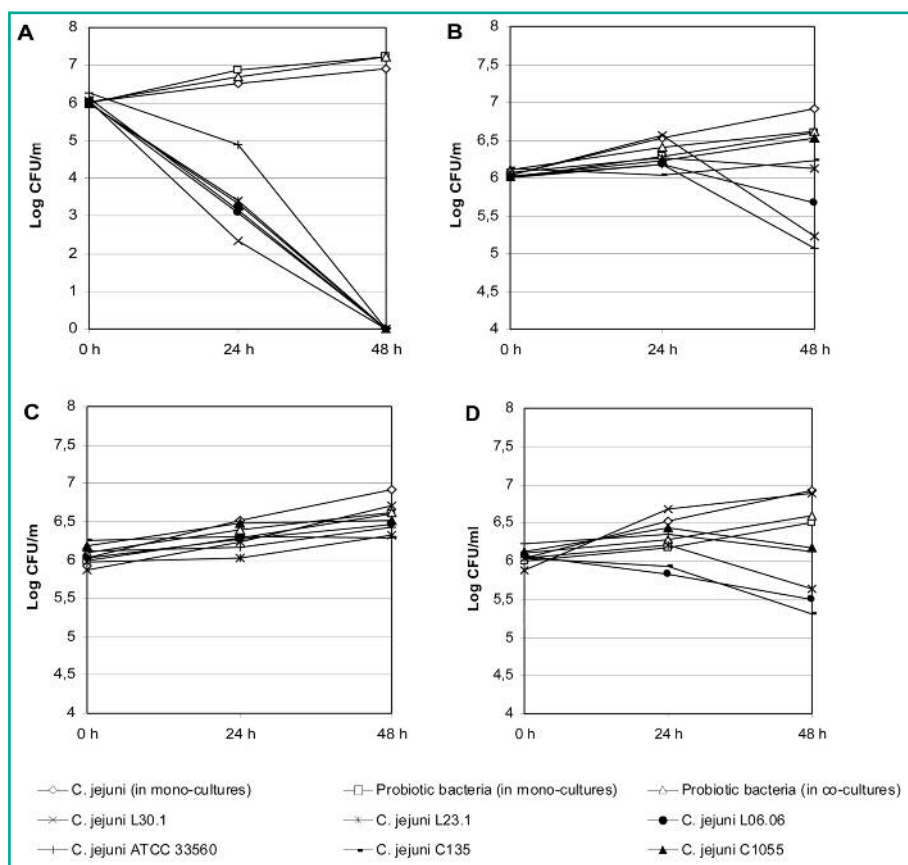 A
8
7
6
5
4
3
2
1
0
Log CFU/m
0 h
24 h
48 h
B
8
7,5
7
6,5
6
5,5
5
4,5
4
Log CFU/m
0 h
24 h
48 h
C
8
7,5
7
6,5
6
5,5
5
4,5
4
Log CFU/m
0 h
24 h
48 h
D
8
7,5
7
6,5
6
5,5
5
4,5
4
Log CFU/ml
0 h
24 h
48 h
C. jejuni (in mono-cultures)
Probiotic bacteria (in mono-cultures)
Probiotic bacteria (in co-cultures)
C. jejuni L30.1
C. jejuni L23.1
C. jejuni L06.06
C. jejuni ATCC 33560
C. jejuni C135
C. jejuni C1055